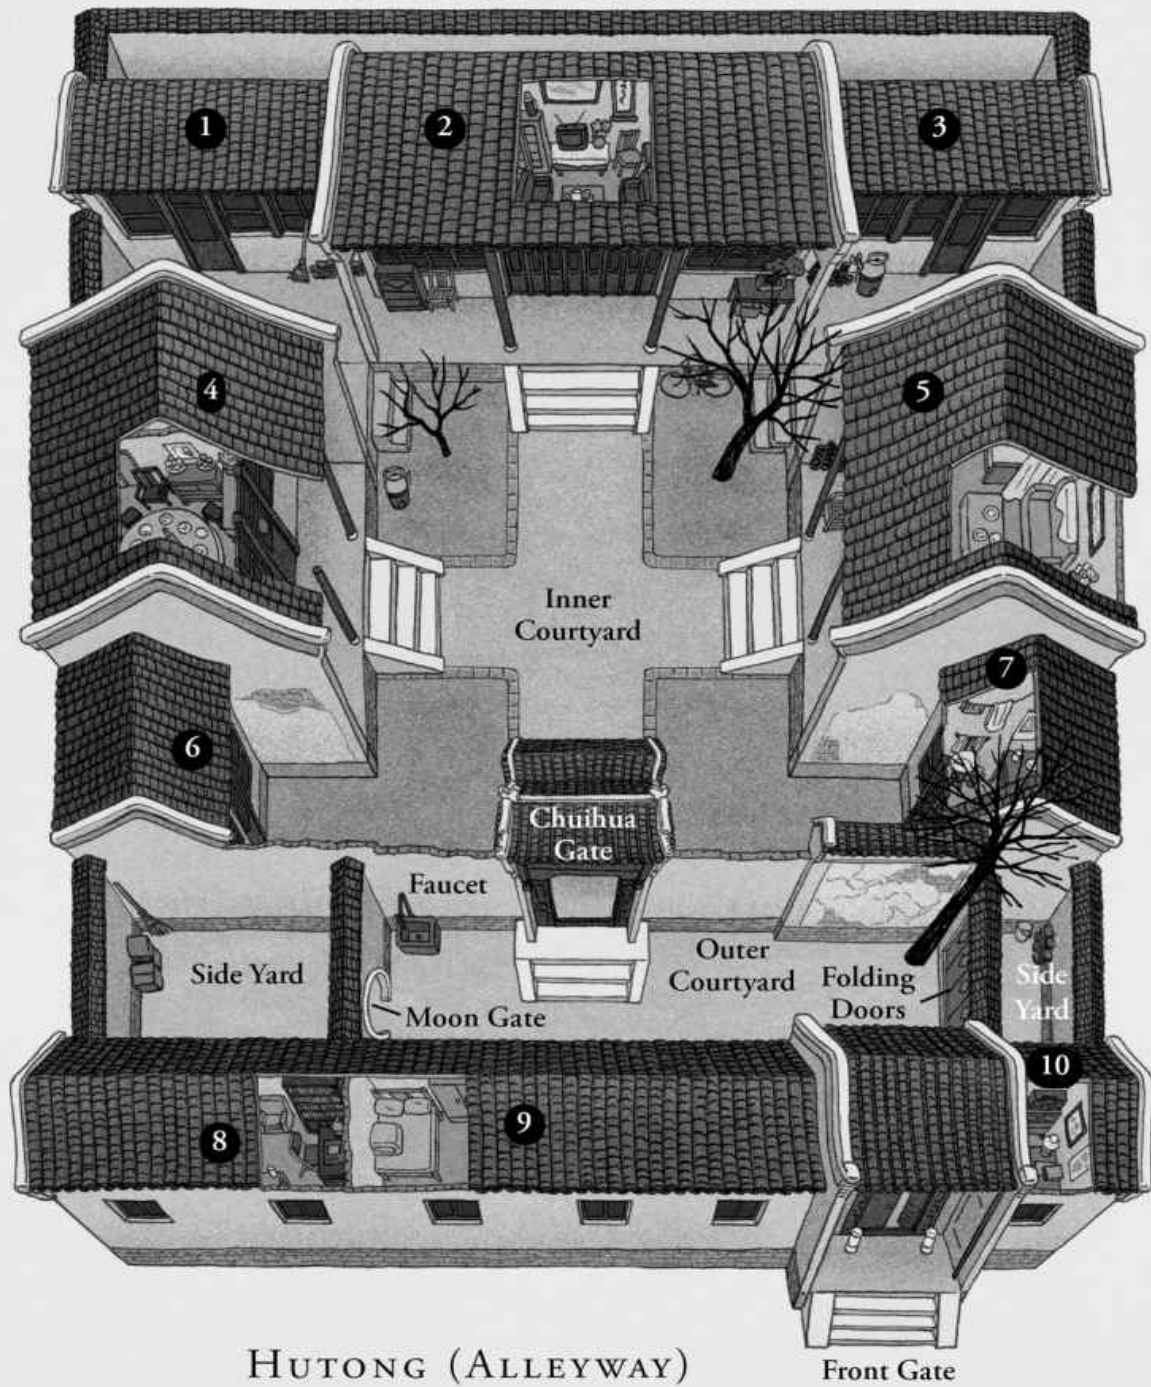 1
2
3
4
5
Inner
Courtyard
7
6
Chuihua
Gate
Faucet
Side Yard
Outer
Courtyard
Folding
Doors
Side
Yard
Moon Gate
10
8
9
HUTONG (ALLEYWAY)
Front Gate